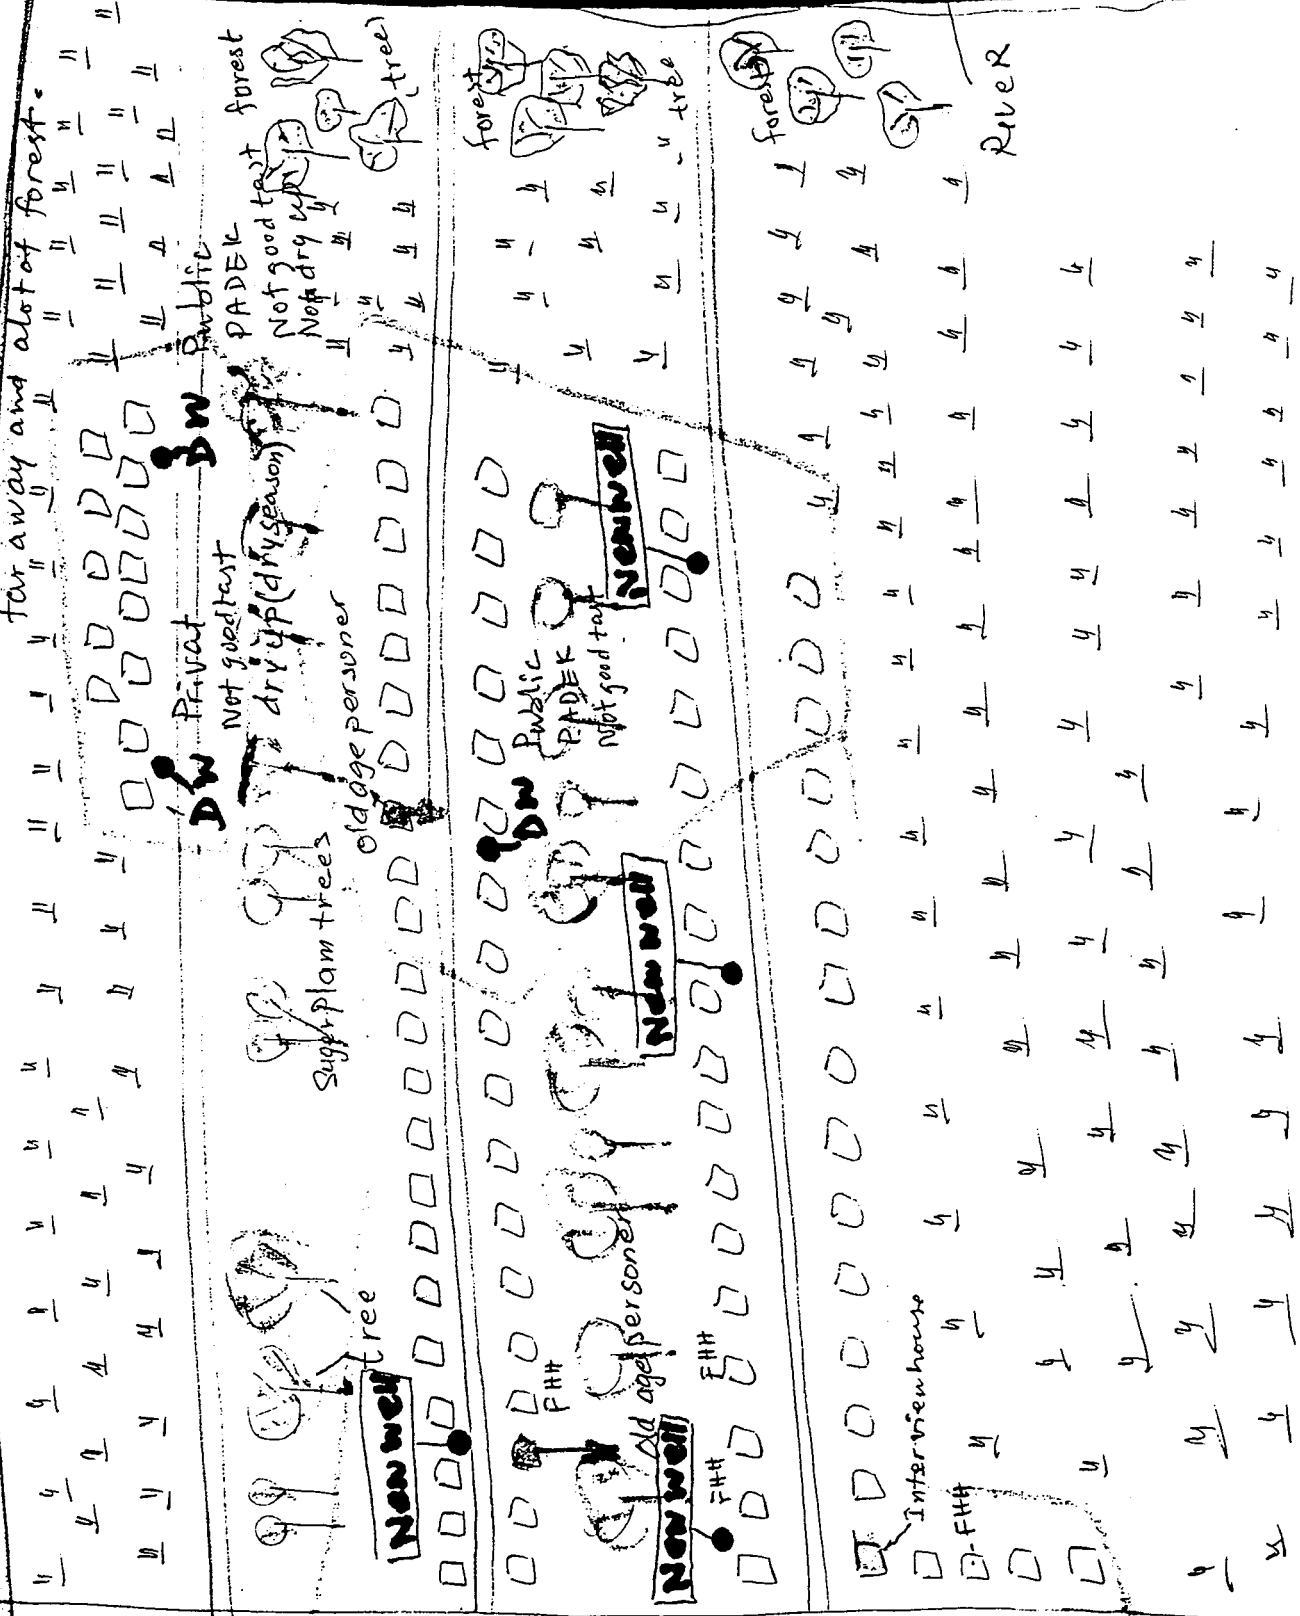 far away and alot of forest.
DW Public
PADEK
Not good tast
Not dry up
forest
tree
DW Privat
Not good tast
dry up (dry season)
old age personer
Suger plam trees
tree
New well
forest
tree
DW Public
PADEK
Not good tast
New well
New well
FHH
old age personer
FHH
New well
FHH
forest
RiveR
Interview house
FHH